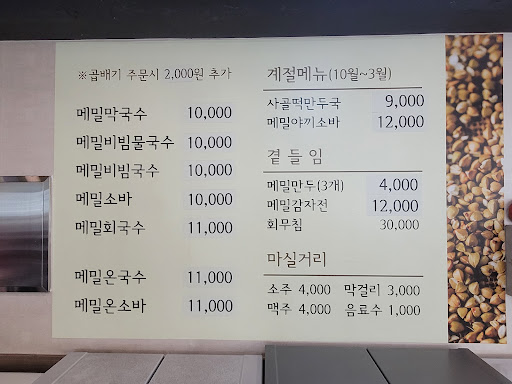 ※곱배기 주문시 2,000원 추가
메밀막국수 10,000
메밀비빔물국수 10,000
메밀비빔국수 10,000
메밀소바 10,000
메밀회국수 11,000
메밀온국수 11,000
메밀온소바 11,000
계절메뉴(10월~3월)
사골떡만두국 9,000
메밀야끼소바 12,000
곁들임
메밀만두(3개) 4,000
메밀감자전 12,000
회무침 30,000
마실거리
소주 4,000 막걸리 3,000
맥주 4,000 음료수 1,000